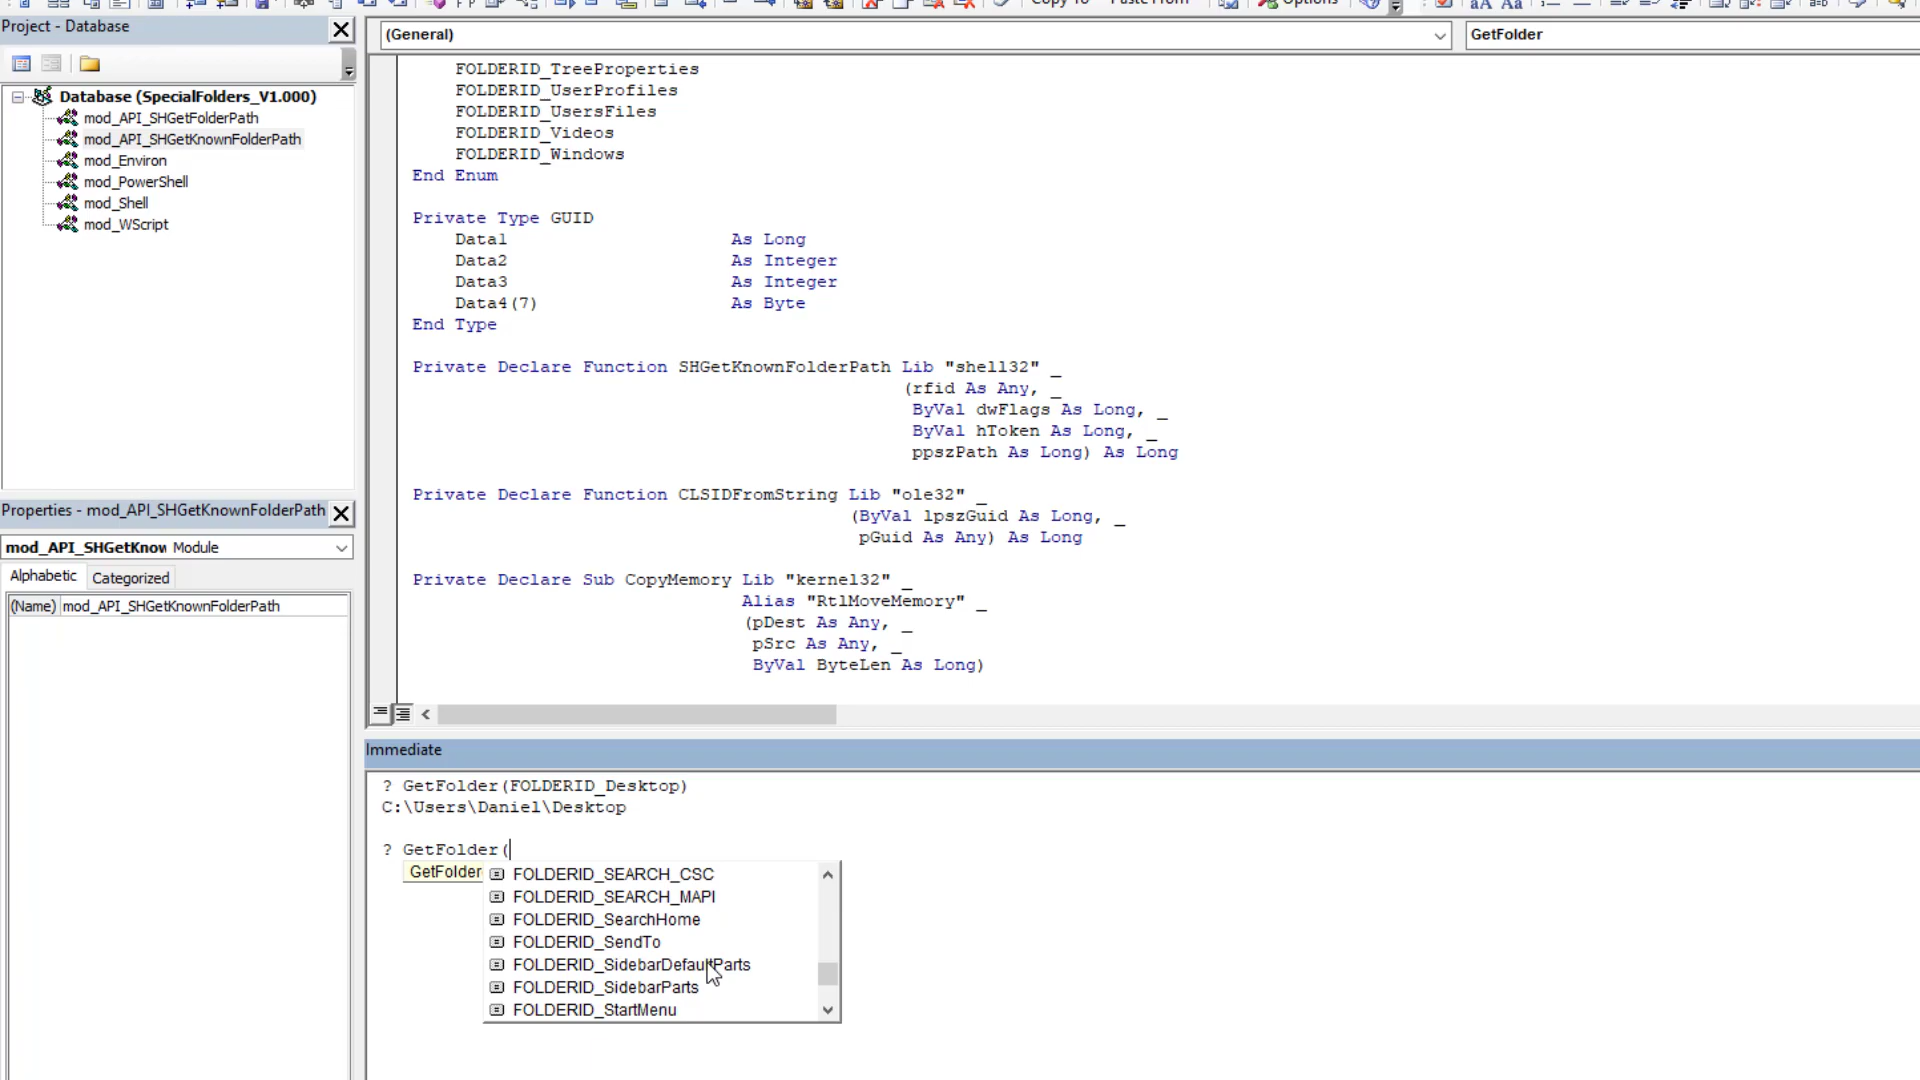 Copy To
Paste From
Options
Project - Database
(General)
GetFolder
Database (SpecialFolders_V1.000)
mod_API_SHGetFolderPath
mod_API_SHGetKnownFolderPath
mod_Environ
mod_PowerShell
mod_Shell
mod_WScript
Properties - mod_API_SHGetKnownFolderPath
mod_API_SHGetKnow Module
Alphabetic
Categorized
(Name) mod_API_SHGetKnownFolderPath
FOLDERID_TreeProperties
FOLDERID_UserProfiles
FOLDERID_UsersFiles
FOLDERID_Videos
FOLDERID_Windows
End Enum
Private Type GUID
Data1 As Long
Data2 As Integer
Data3 As Integer
Data4(7) As Byte
End Type
Private Declare Function SHGetKnownFolderPath Lib "shell32" _
(rfid As Any, _
ByVal dwFlags As Long, _
ByVal hToken As Long, _
ppszPath As Long) As Long
Private Declare Function CLSIDFromString Lib "ole32" _
(ByVal lpszGuid As Long, _
pGuid As Any) As Long
Private Declare Sub CopyMemory Lib "kernel32" _
Alias "RtlMoveMemory" _
(pDest As Any, _
pSrc As Any, _
ByVal ByteLen As Long)
Immediate
? GetFolder(FOLDERID_Desktop)
C:\Users\Daniel\Desktop
? GetFolder(
GetFolder
FOLDERID_SEARCH_CSC
FOLDERID_SEARCH_MAPI
FOLDERID_SearchHome
FOLDERID_SendTo
FOLDERID_SidebarDefaultParts
FOLDERID_SidebarParts
FOLDERID_StartMenu